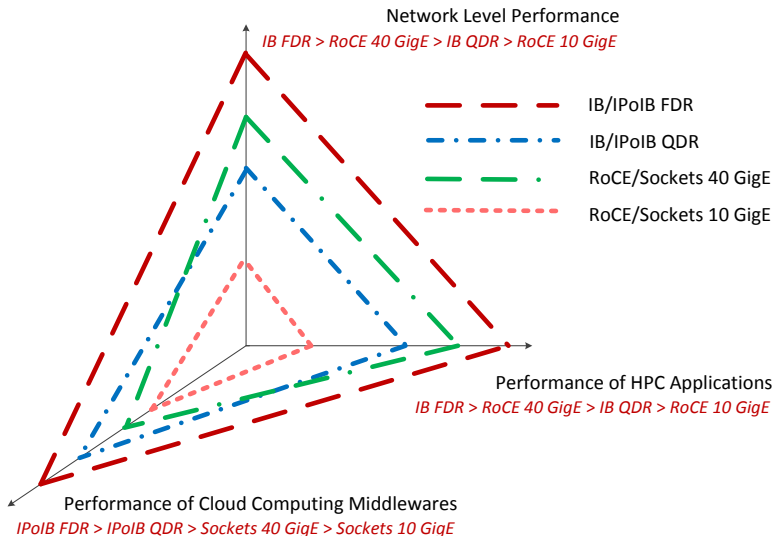 Network Level Performance
IB FDR > RoCE 40 GigE > IB QDR > RoCE 10 GigE
IB/IPoIB FDR
IB/IPoIB QDR
RoCE/Sockets 40 GigE
RoCE/Sockets 10 GigE
Performance of HPC Applications
IB FDR > RoCE 40 GigE > IB QDR > RoCE 10 GigE
Performance of Cloud Computing Middlewares
IPoIB FDR > IPoIB QDR > Sockets 40 GigE > Sockets 10 GigE